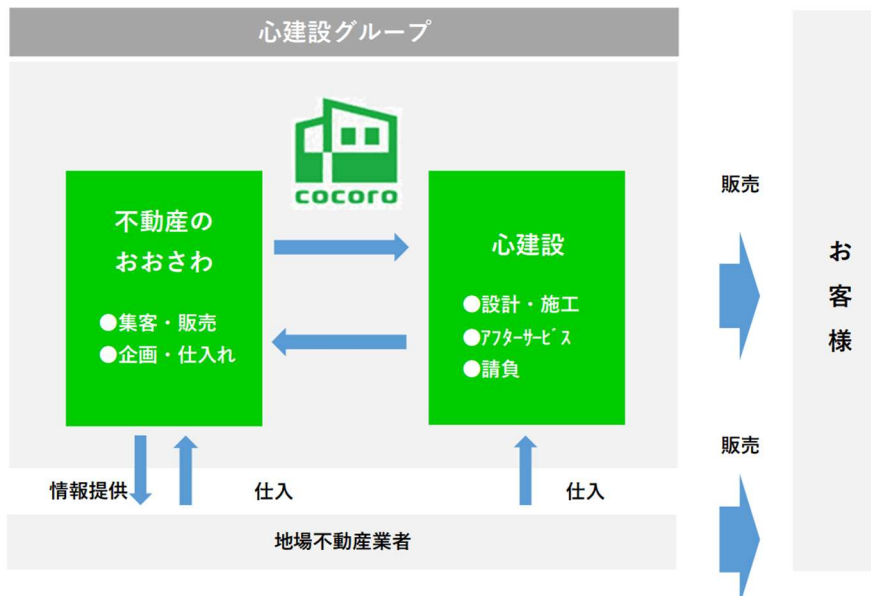 心建設グループ
cocoro
不動産の
おおさわ
●集客・販売
●企画・仕入れ
心建設
●設計・施工
●ｱﾌﾀｰｻｰﾋﾞｽ
●請負
販売
お
客
様
販売
情報提供
仕入
仕入
地場不動産業者